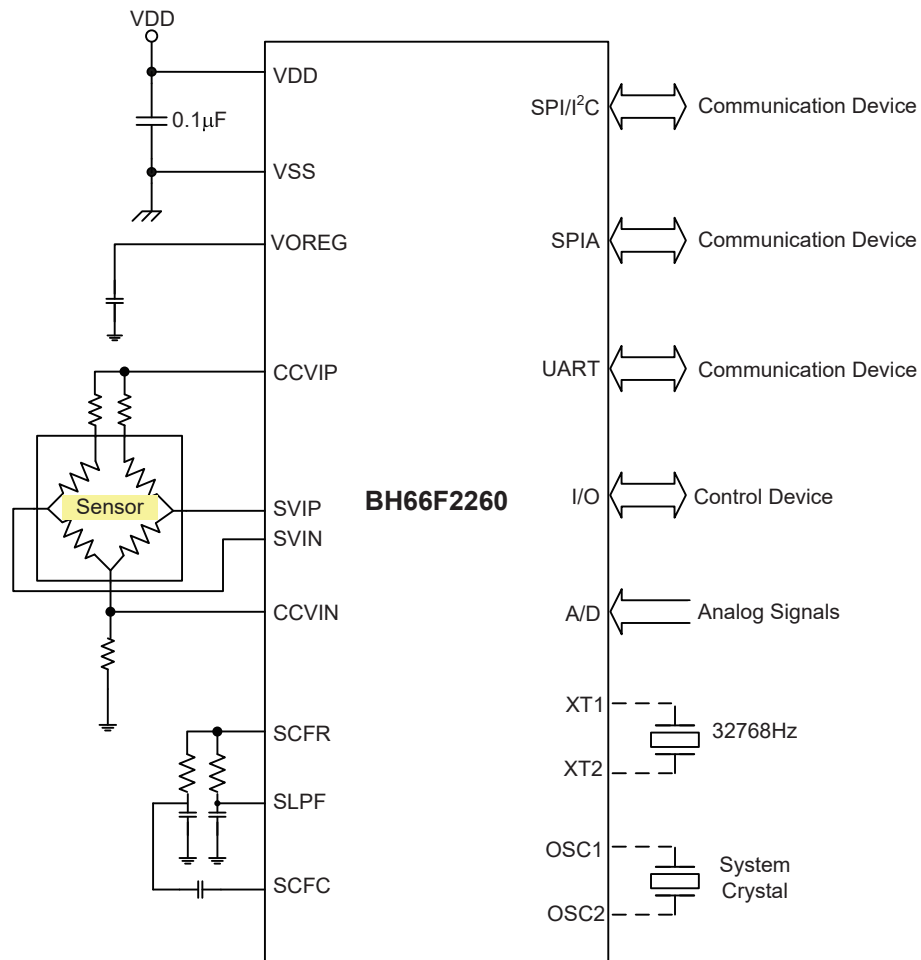 VDD
VDD
0.1μF
VSS
VOREG
CCVIP
Sensor
SVIP
SVIN
CCVIN
SCFR
SLPF
SCFC
BH66F2260
SPI/I²C Communication Device
SPIA Communication Device
UART Communication Device
I/O Control Device
A/D Analog Signals
XT1
32768Hz
XT2
OSC1
System
Crystal
OSC2